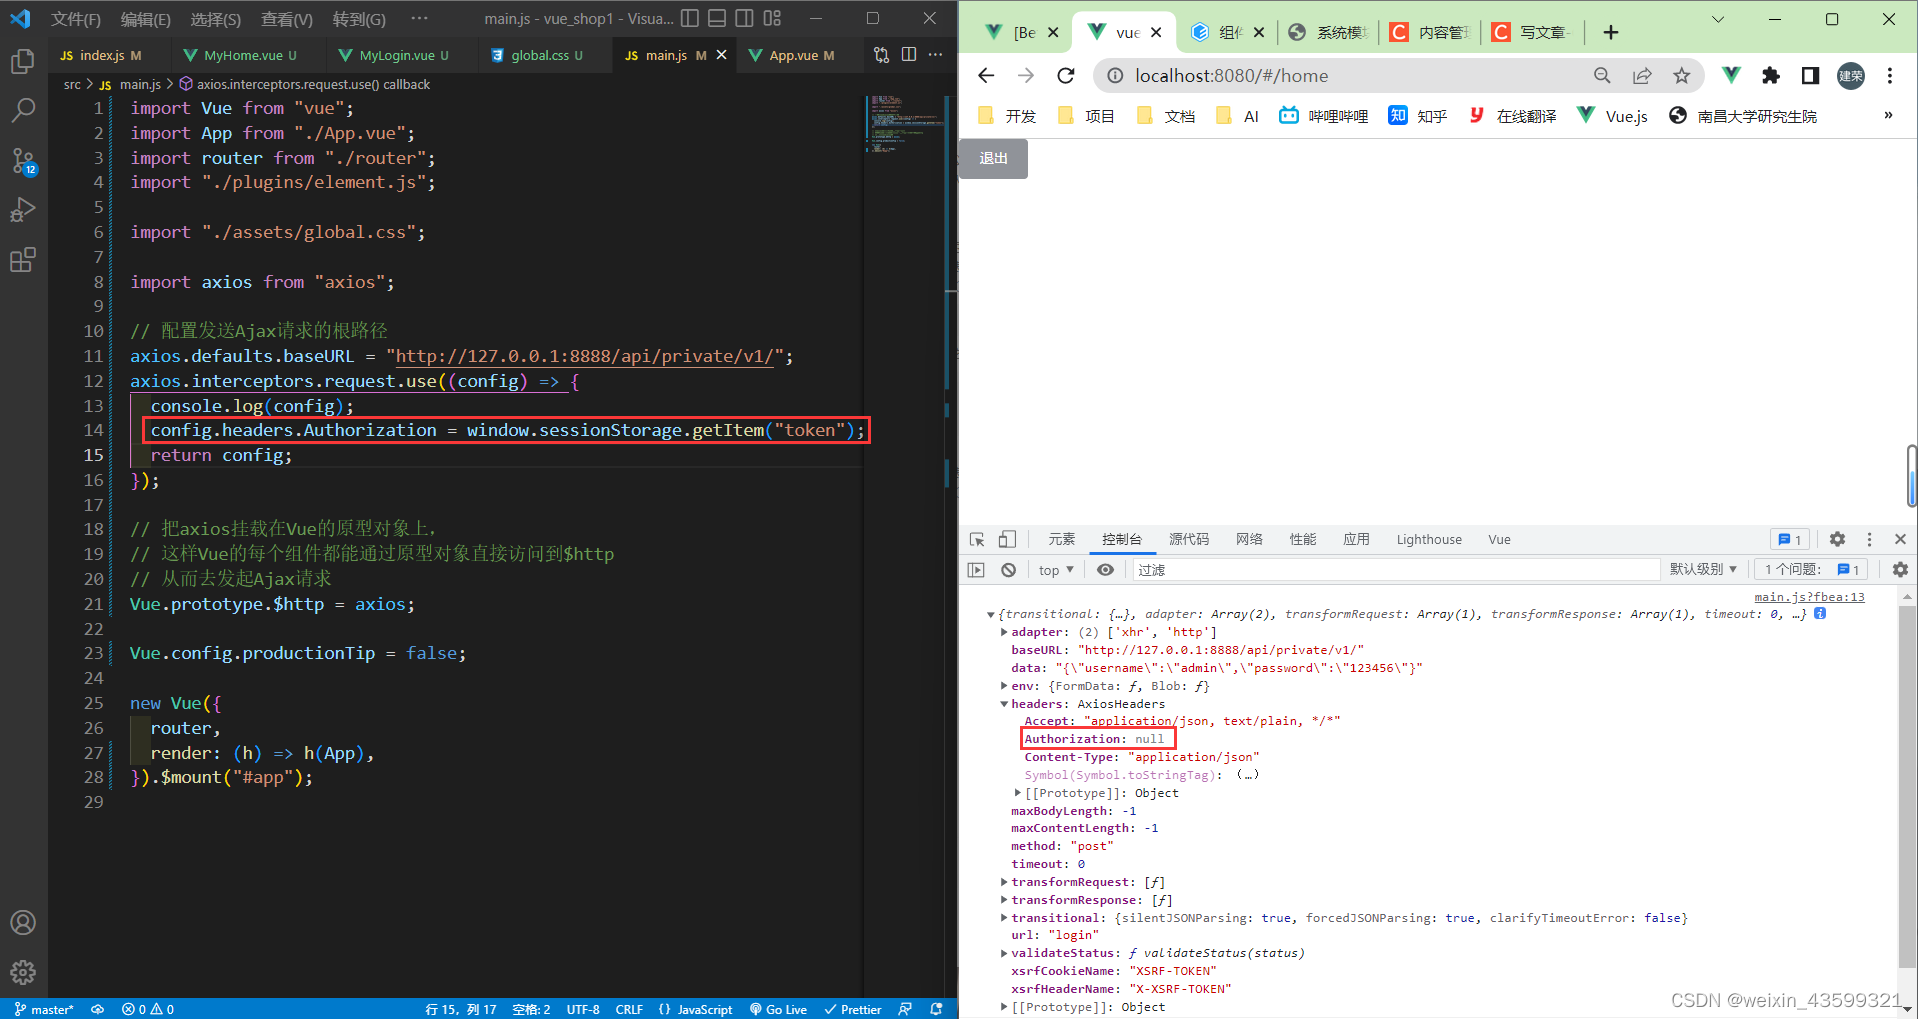 文件(F) 编辑(E) 选择(S) 查看(V) 转到(G) ··· main.js - vue_shop1 - Visua...
index.js M MyHome.vue U MyLogin.vue U global.css U JS main.js M App.vue M
src > JS main.js > axios.interceptors.request.use() callback
1 import Vue from "vue";
2 import App from "./App.vue";
3 import router from "./router";
4 import "./plugins/element.js";
5
6 import "./assets/global.css";
7
8 import axios from "axios";
9
10 // 配置发送Ajax请求的根路径
11 axios.defaults.baseURL = "http://127.0.0.1:8888/api/private/v1/";
12 axios.interceptors.request.use((config) => {
13 console.log(config);
14 config.headers.Authorization = window.sessionStorage.getItem("token");
15 return config;
16 });
17
18 // 把axios挂载在Vue的原型对象上，
19 // 这样Vue的每个组件都能通过原型对象直接访问到$http
20 // 从而去发起Ajax请求
21 Vue.prototype.$http = axios;
22
23 Vue.config.productionTip = false;
24
25 new Vue({
26 router,
27 render: (h) => h(App),
28 }).$mount("#app");
29
12
master* 0 0 行 15，列 17 空格: 2 UTF-8 CRLF {} JavaScript Go Live Prettier
[Be vue 组件 系统模块 C 内容管理 C 写文章-
localhost:8080/#/home 建荣
开发 项目 文档 AI 哔哩哔哩 知 知乎 y 在线翻译 Vue.js 南昌大学研究生院 »
退出
元素 控制台 源代码 网络 性能 应用 Lighthouse Vue 1
top 过滤 默认级别 1 个问题: 1
main.js?fbea:13
{transitional: {…}, adapter: Array(2), transformRequest: Array(1), transformResponse: Array(1), timeout: 0, …}
adapter: (2) ['xhr', 'http']
baseURL: "http://127.0.0.1:8888/api/private/v1/"
data: "{\"username\":\"admin\",\"password\":\"123456\"}"
env: {FormData: ƒ, Blob: ƒ}
headers: AxiosHeaders
Accept: "application/json, text/plain, */*"
Authorization: null
Content-Type: "application/json"
Symbol(Symbol.toStringTag): (…)
[[Prototype]]: Object
maxBodyLength: -1
maxContentLength: -1
method: "post"
timeout: 0
transformRequest: [ƒ]
transformResponse: [ƒ]
transitional: {silentJSONParsing: true, forcedJSONParsing: true, clarifyTimeoutError: false}
url: "login"
validateStatus: ƒ validateStatus(status)
xsrfCookieName: "XSRF-TOKEN"
xsrfHeaderName: "X-XSRF-TOKEN"
[[Prototype]]: Object
CSDN @weixin_43599321